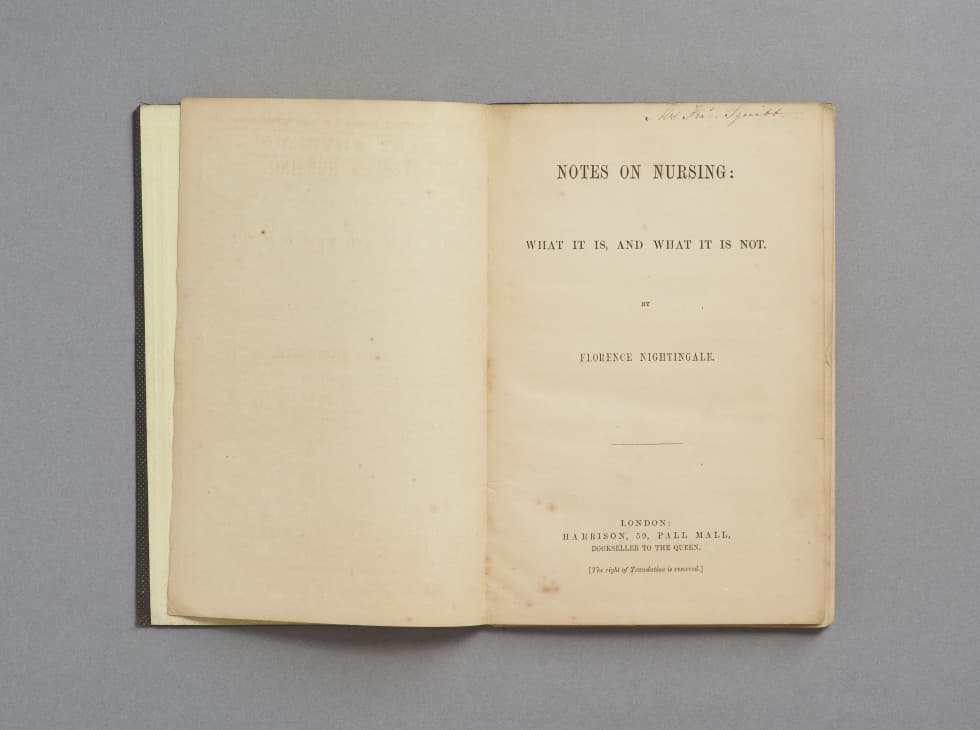 Squibb.
NOTES ON NURSING:
WHAT IT IS, AND WHAT IT IS NOT.
BY
FLORENCE NIGHTINGALE.
LONDON:
HARRISON, 59, PALL MALL,
BOOKSELLER TO THE QUEEN.
[The right of Translation is reserved.]